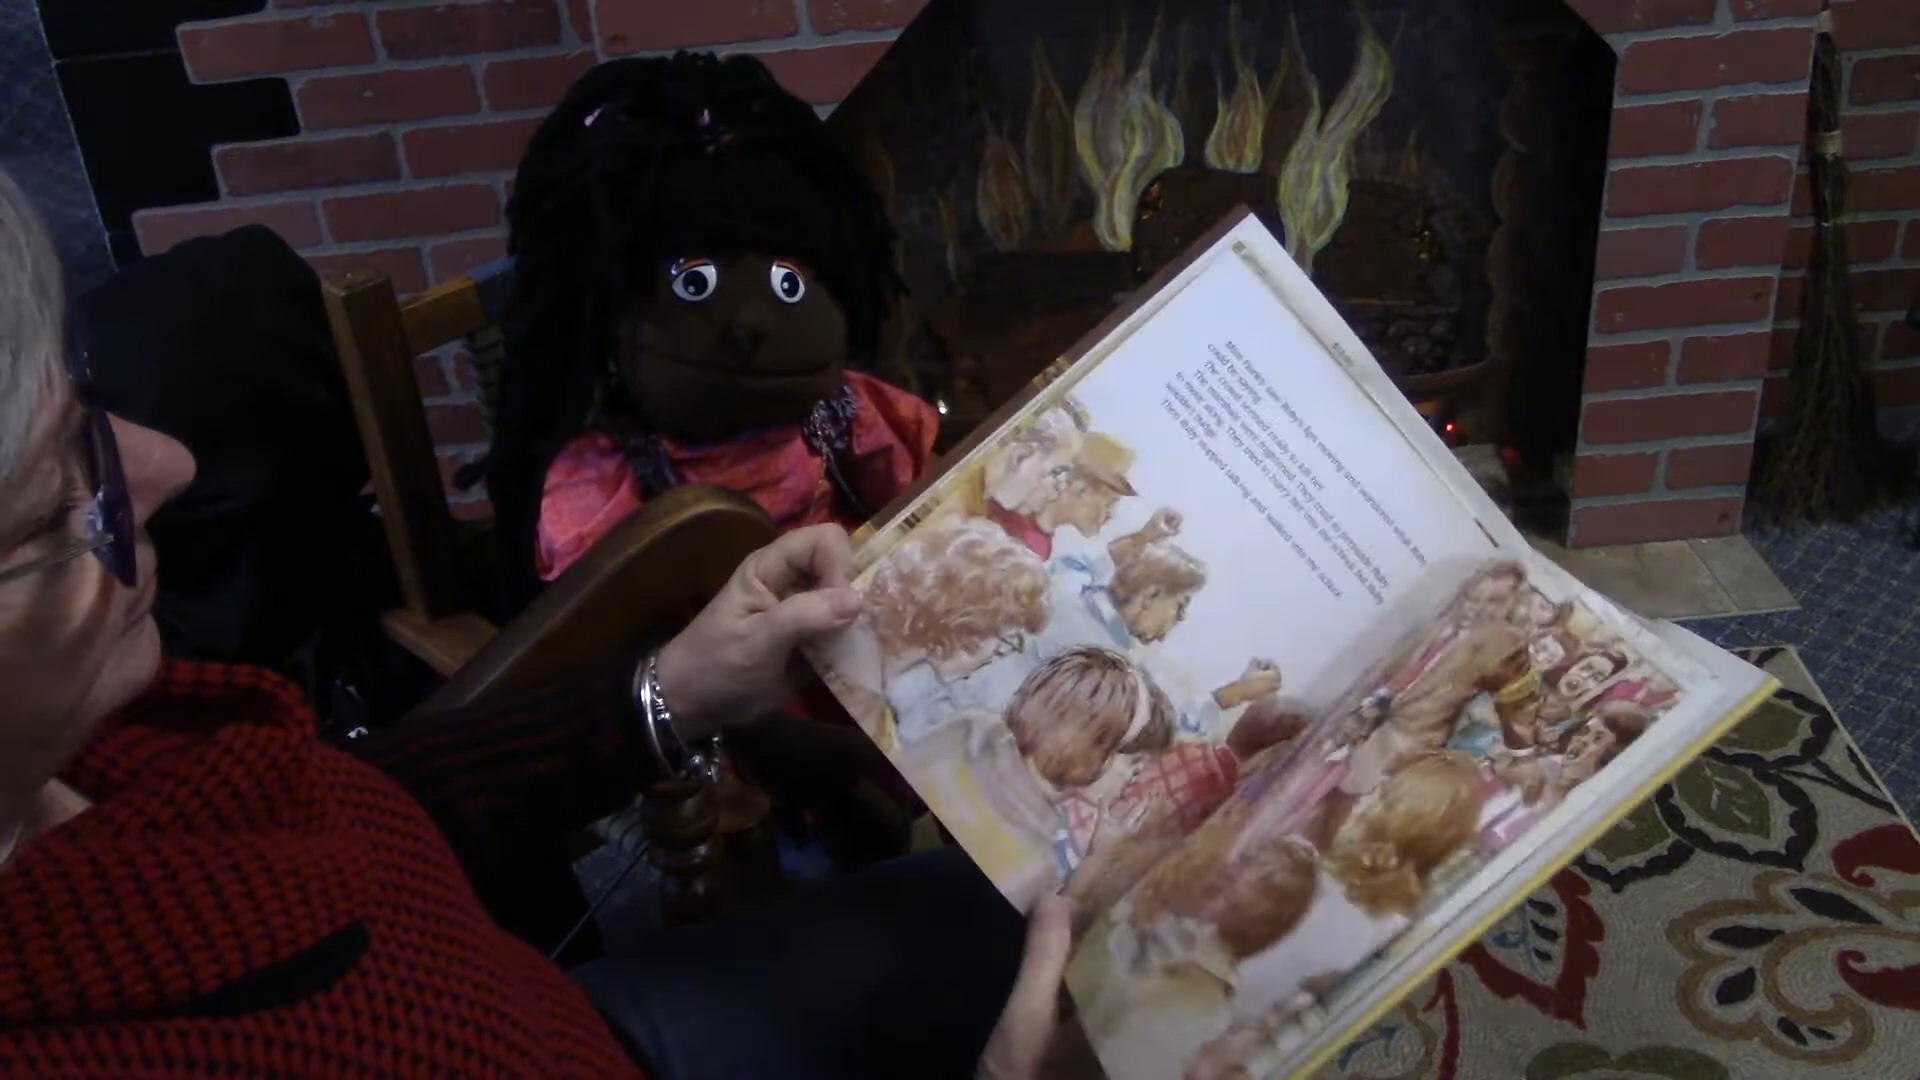 Miss Hurley saw Ruby's lips moving and wondered what Ruby
could be saying.
The crowd seemed ready to kill her.
The marshals were frightened. They tried to persuade Ruby
to move along. They tried to hurry her into the school, but Ruby
wouldn't budge.
Then Ruby stopped talking and walked into the school.